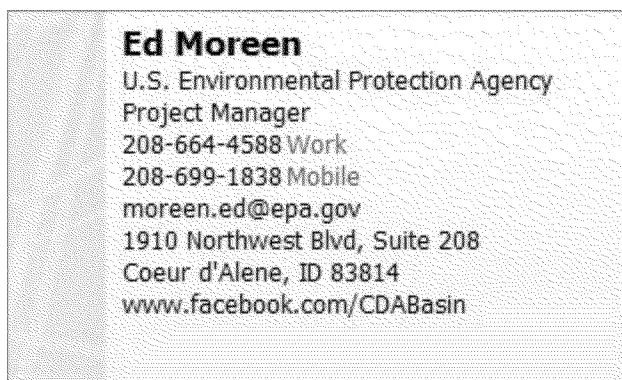 Ed Moreen
U.S. Environmental Protection Agency
Project Manager
208-664-4588 Work
208-699-1838 Mobile
moreen.ed@epa.gov
1910 Northwest Blvd, Suite 208
Coeur d'Alene, ID 83814
www.facebook.com/CDABasin